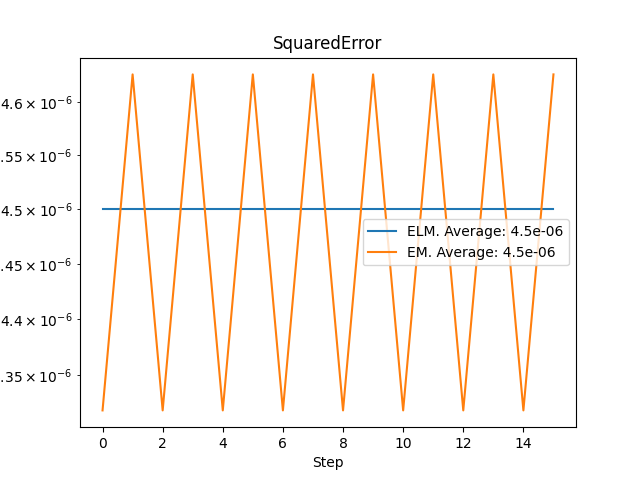 SquaredError
4.6 × 10⁻⁶
.55 × 10⁻⁶
4.5 × 10⁻⁶
.45 × 10⁻⁶
4.4 × 10⁻⁶
.35 × 10⁻⁶
ELM. Average: 4.5e-06
EM. Average: 4.5e-06
0 2 4 6 8 10 12 14
Step